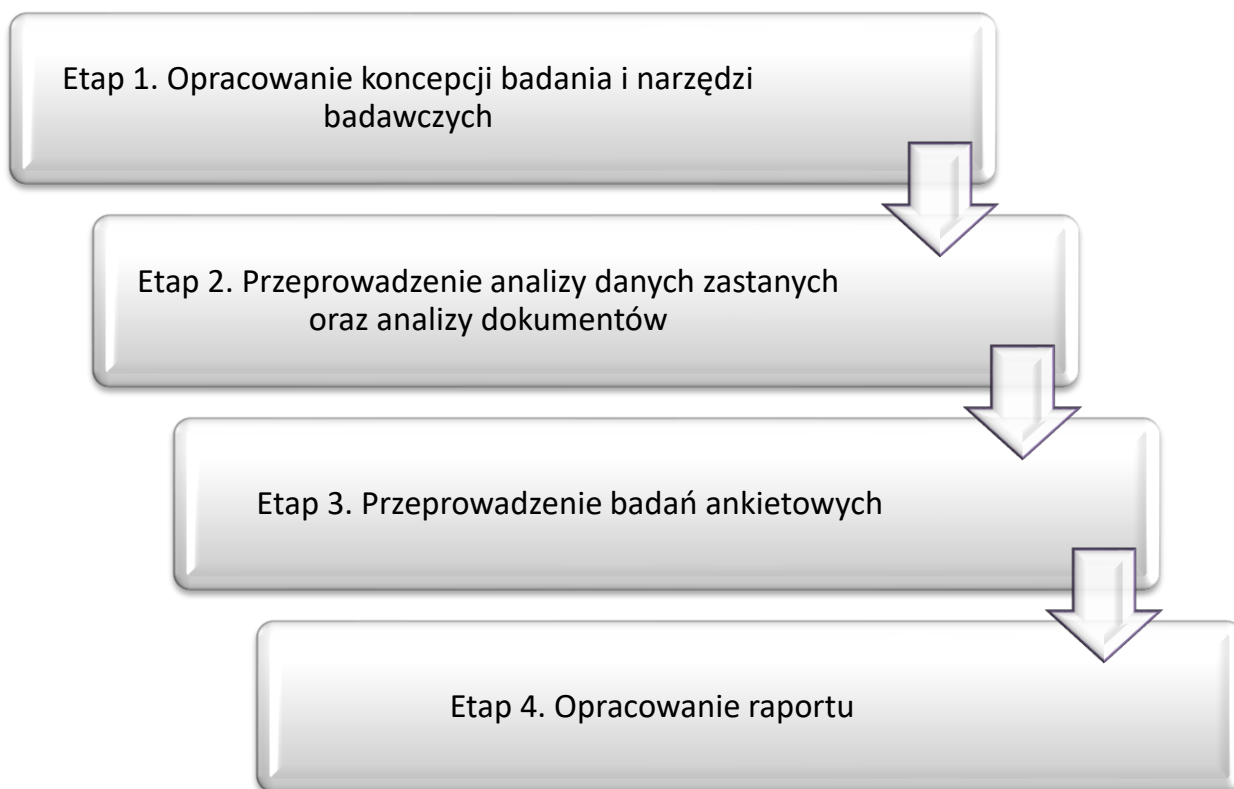 Etap 1. Opracowanie koncepcji badania i narzędzi
badawczych
Etap 2. Przeprowadzenie analizy danych zastanych
oraz analizy dokumentów
Etap 3. Przeprowadzenie badań ankietowych
Etap 4. Opracowanie raportu